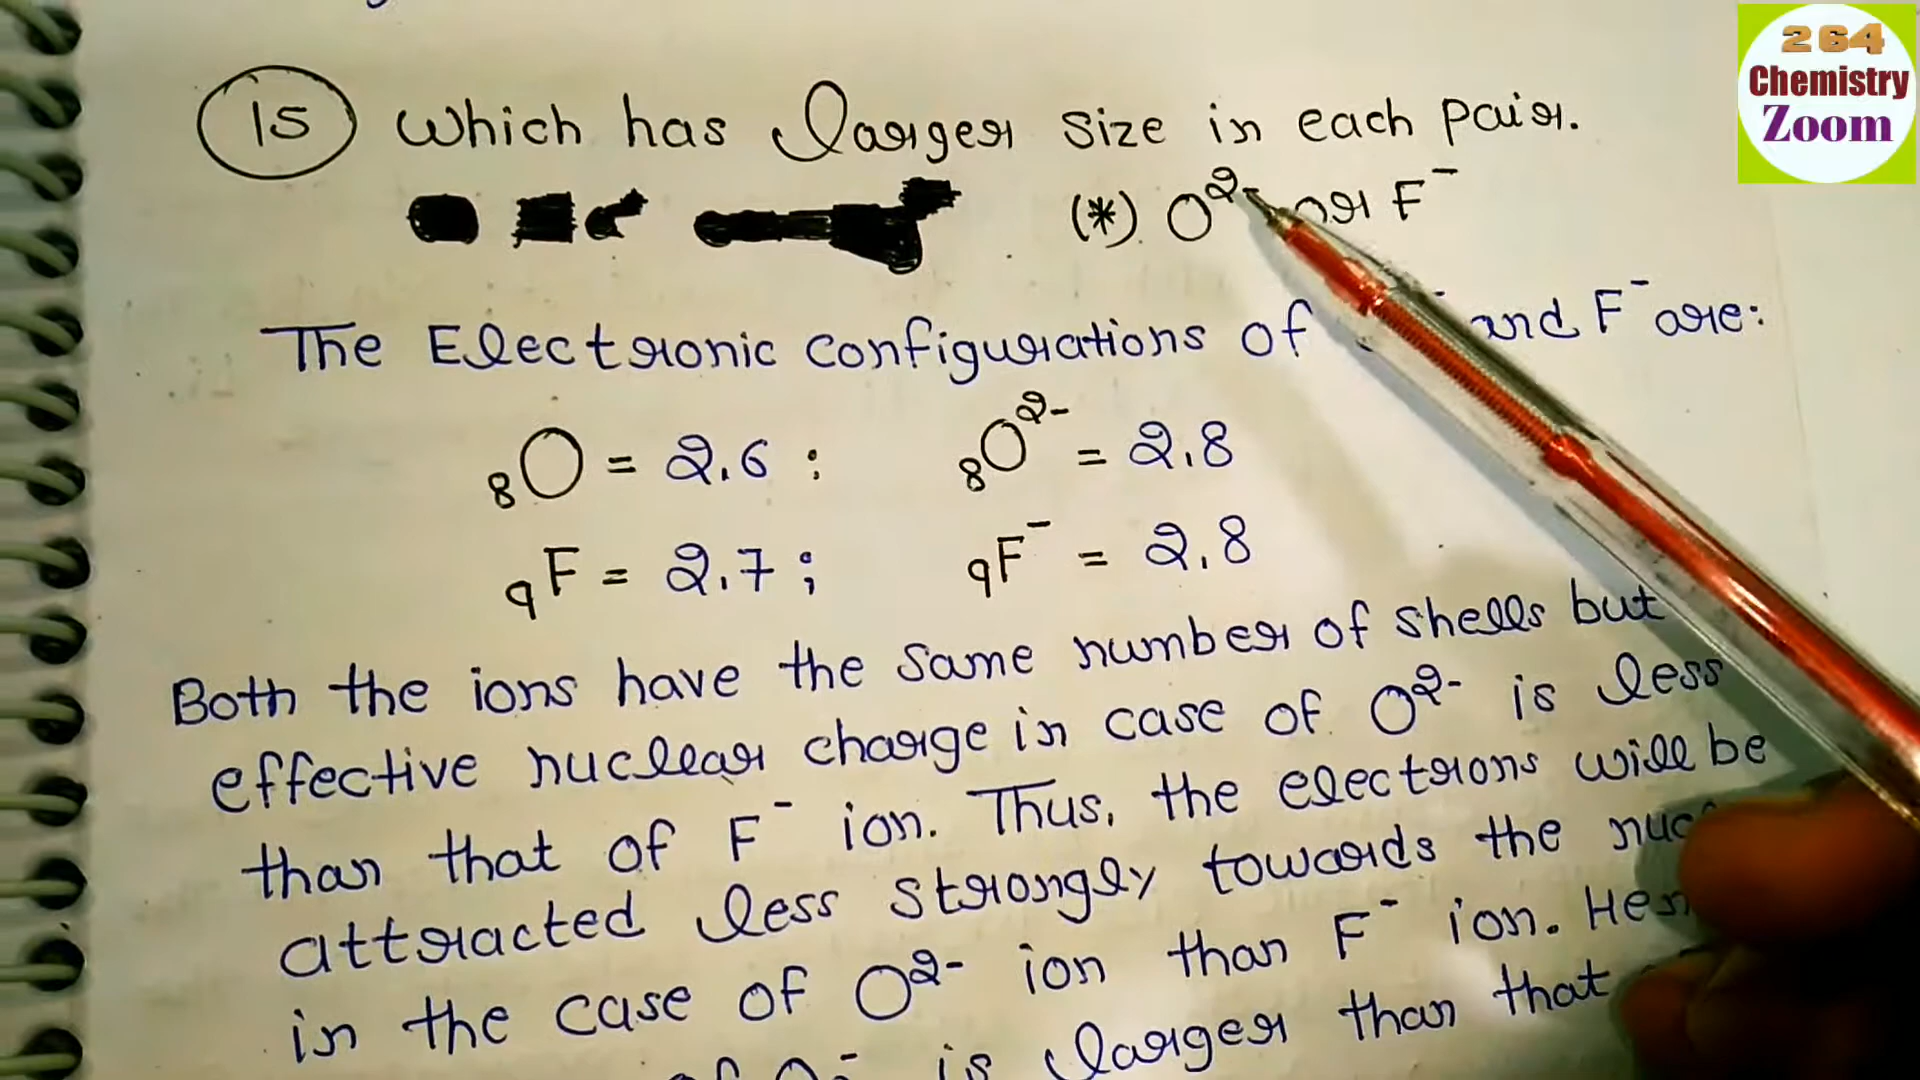 264
Chemistry
Zoom
15 Which has larger size in each pair.
(*) O²⁻ or F⁻
The Electronic configurations of and F⁻ are:
₈O = 2.6 : ₈O²⁻ = 2.8
₉F = 2.7 ; ₉F⁻ = 2.8
Both the ions have the same number of shells but
effective nuclear charge in case of O²⁻ is less
than that of F⁻ ion. Thus, the electrons will be
attracted less strongly towards the
in the case of O²⁻ ion than F⁻ ion.
is larger than that